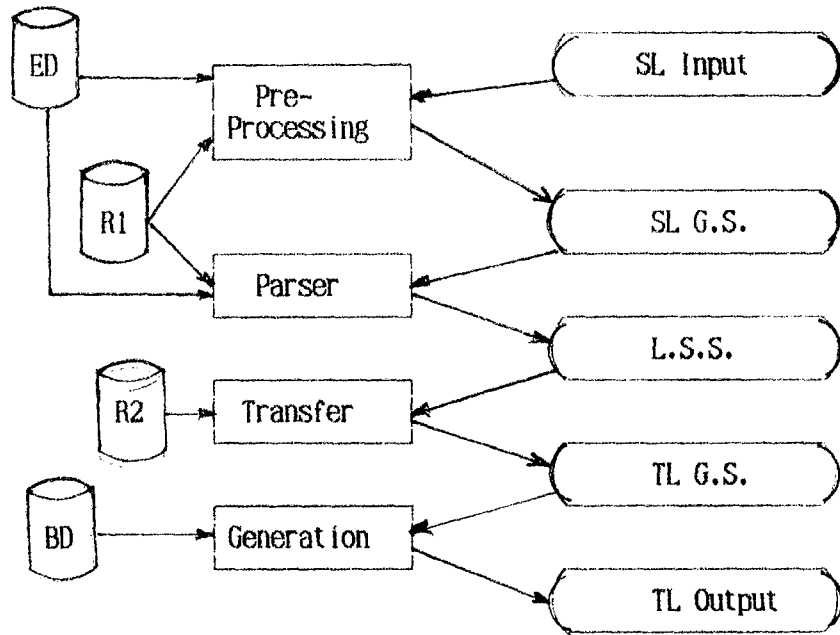 ED
SL Input
Pre-
Processing
R1
SL G.S.
Parser
L.S.S.
R2
Transfer
TL G.S.
BD
Generation
TL Output